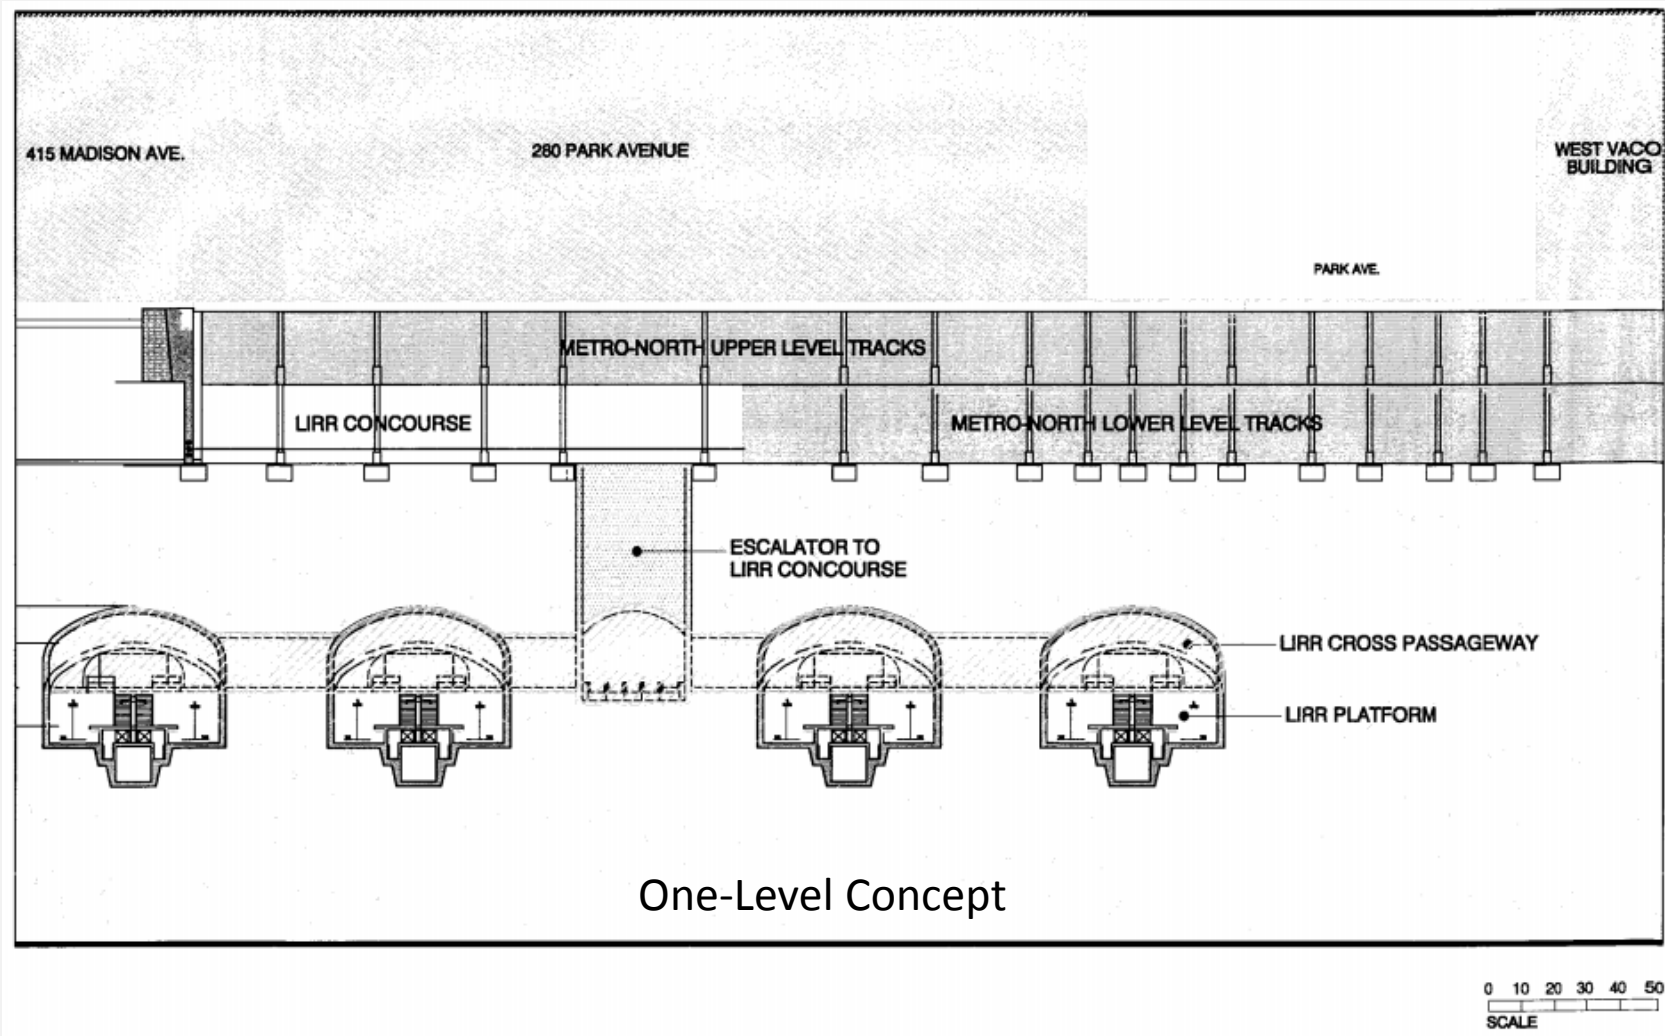 415 MADISON AVE.
280 PARK AVENUE
WEST VACO
BUILDING
PARK AVE.
METRO-NORTH UPPER LEVEL TRACKS
LIRR CONCOURSE
METRO-NORTH LOWER LEVEL TRACKS
ESCALATOR TO
LIRR CONCOURSE
LIRR CROSS PASSAGEWAY
LIRR PLATFORM
One-Level Concept
0 10 20 30 40 50
SCALE